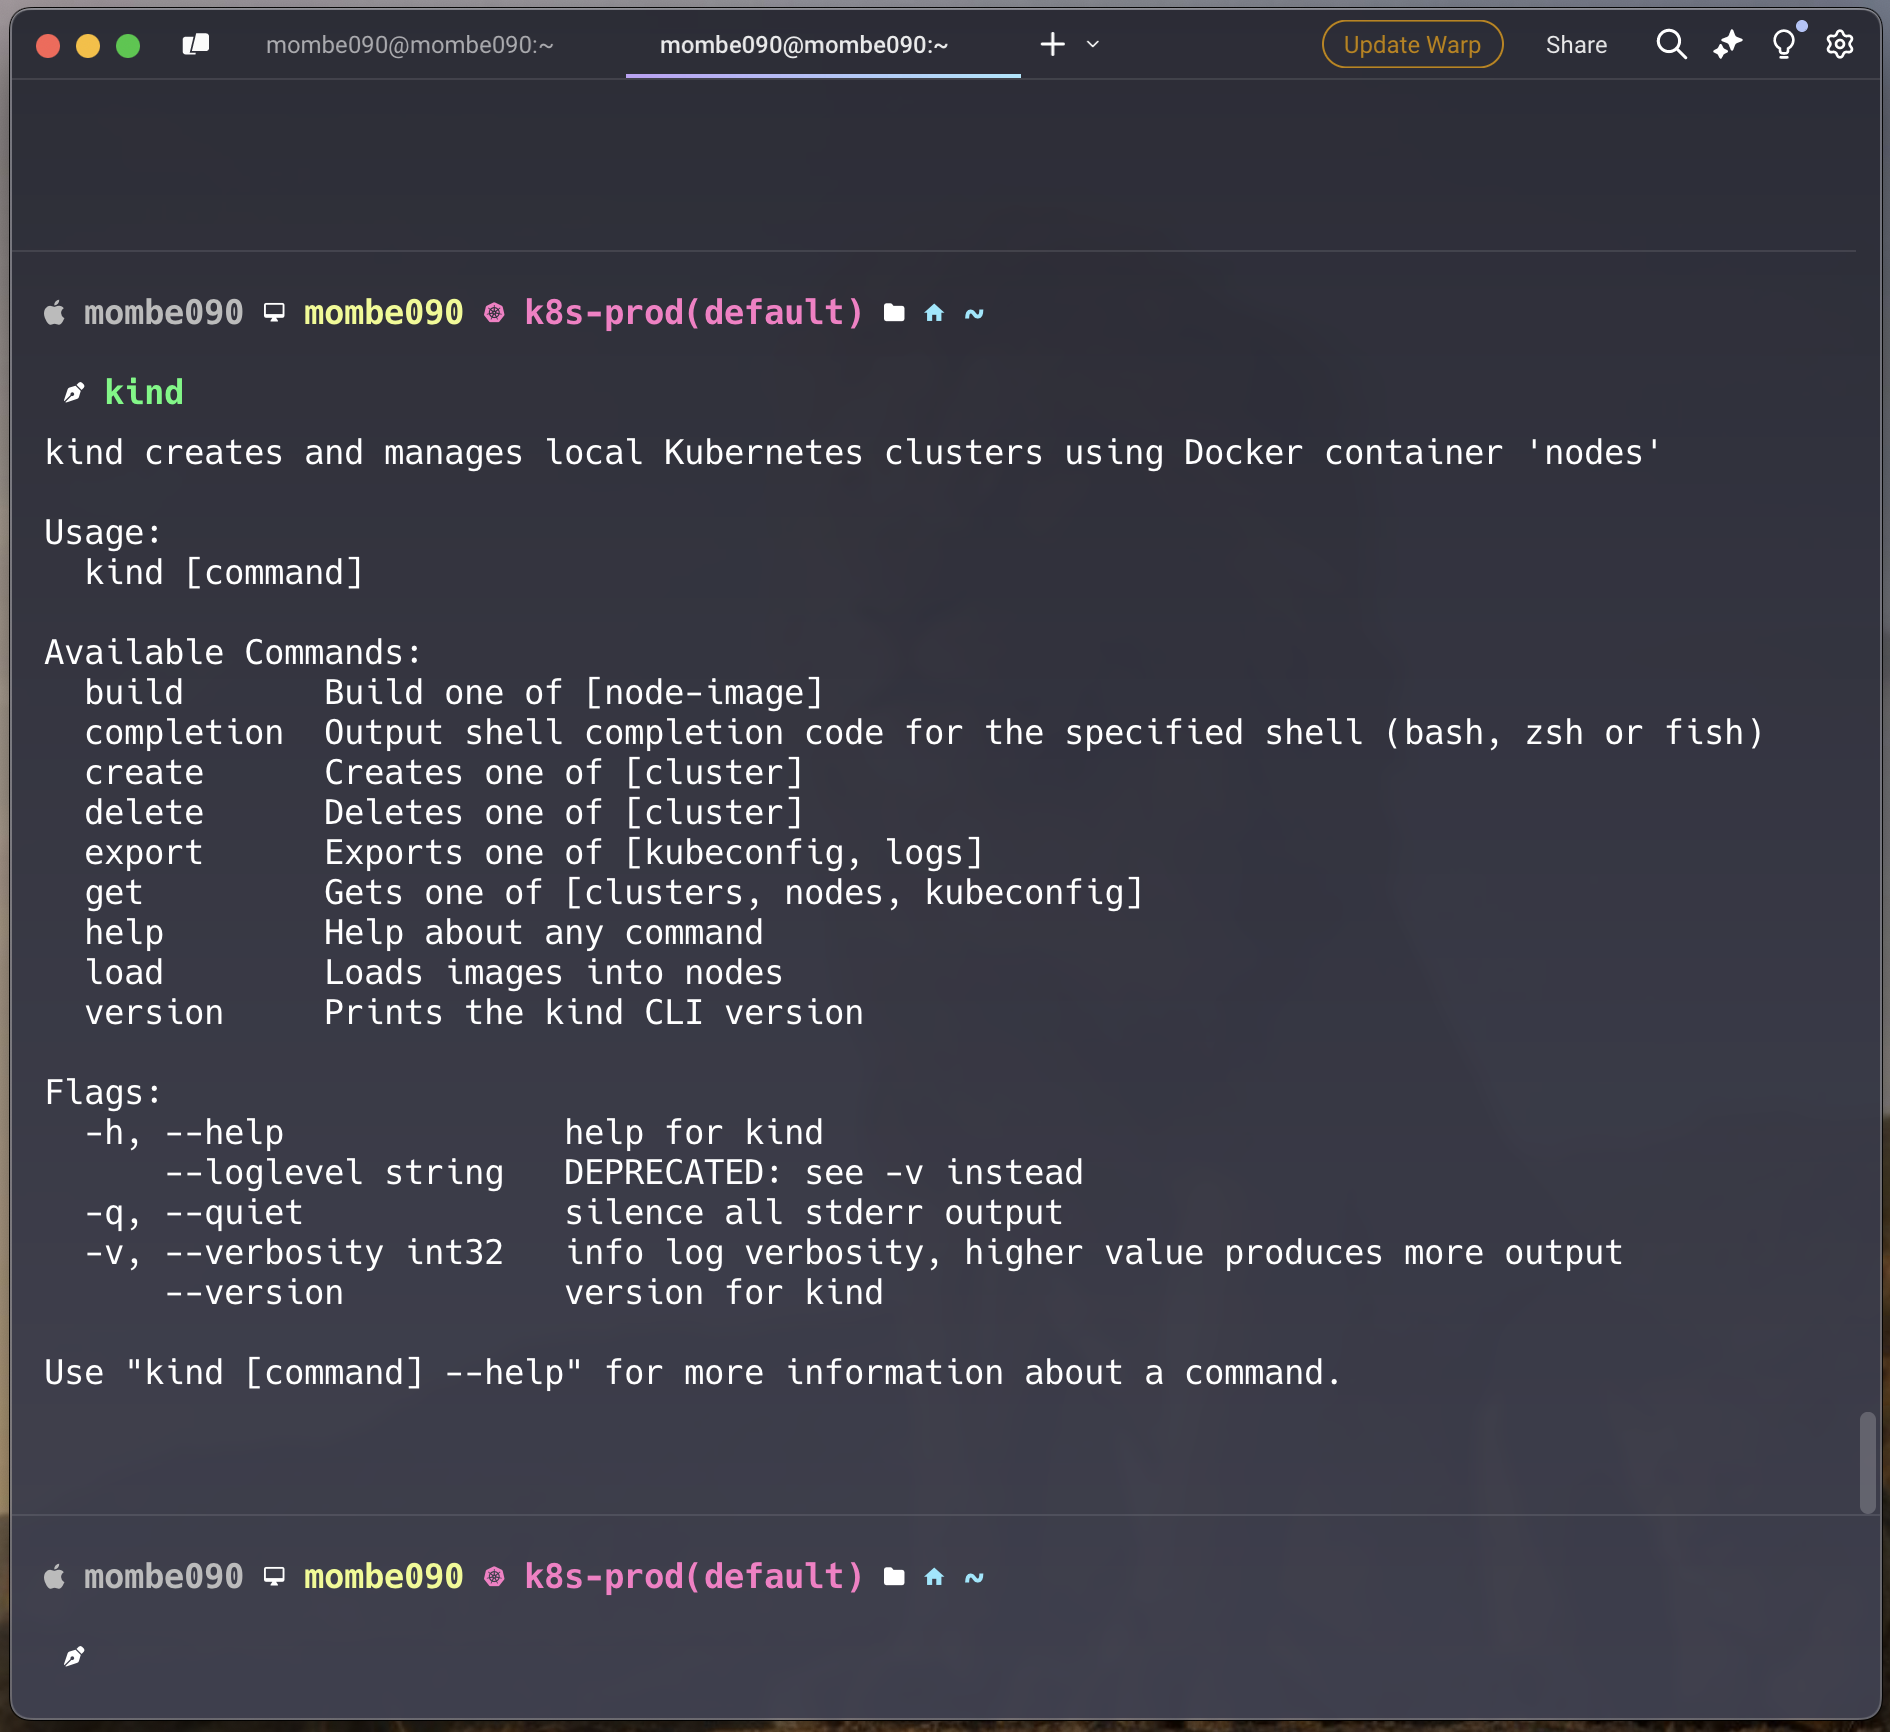 mombe090@mombe090:~ mombe090@mombe090:~ Update Warp Share
mombe090 mombe090 k8s-prod(default) ~
kind
kind creates and manages local Kubernetes clusters using Docker container 'nodes'
Usage:
  kind [command]
Available Commands:
  build       Build one of [node-image]
  completion  Output shell completion code for the specified shell (bash, zsh or fish)
  create      Creates one of [cluster]
  delete      Deletes one of [cluster]
  export      Exports one of [kubeconfig, logs]
  get         Gets one of [clusters, nodes, kubeconfig]
  help        Help about any command
  load        Loads images into nodes
  version     Prints the kind CLI version
Flags:
  -h, --help              help for kind
      --loglevel string   DEPRECATED: see -v instead
  -q, --quiet             silence all stderr output
  -v, --verbosity int32   info log verbosity, higher value produces more output
      --version           version for kind
Use "kind [command] --help" for more information about a command.
mombe090 mombe090 k8s-prod(default) ~